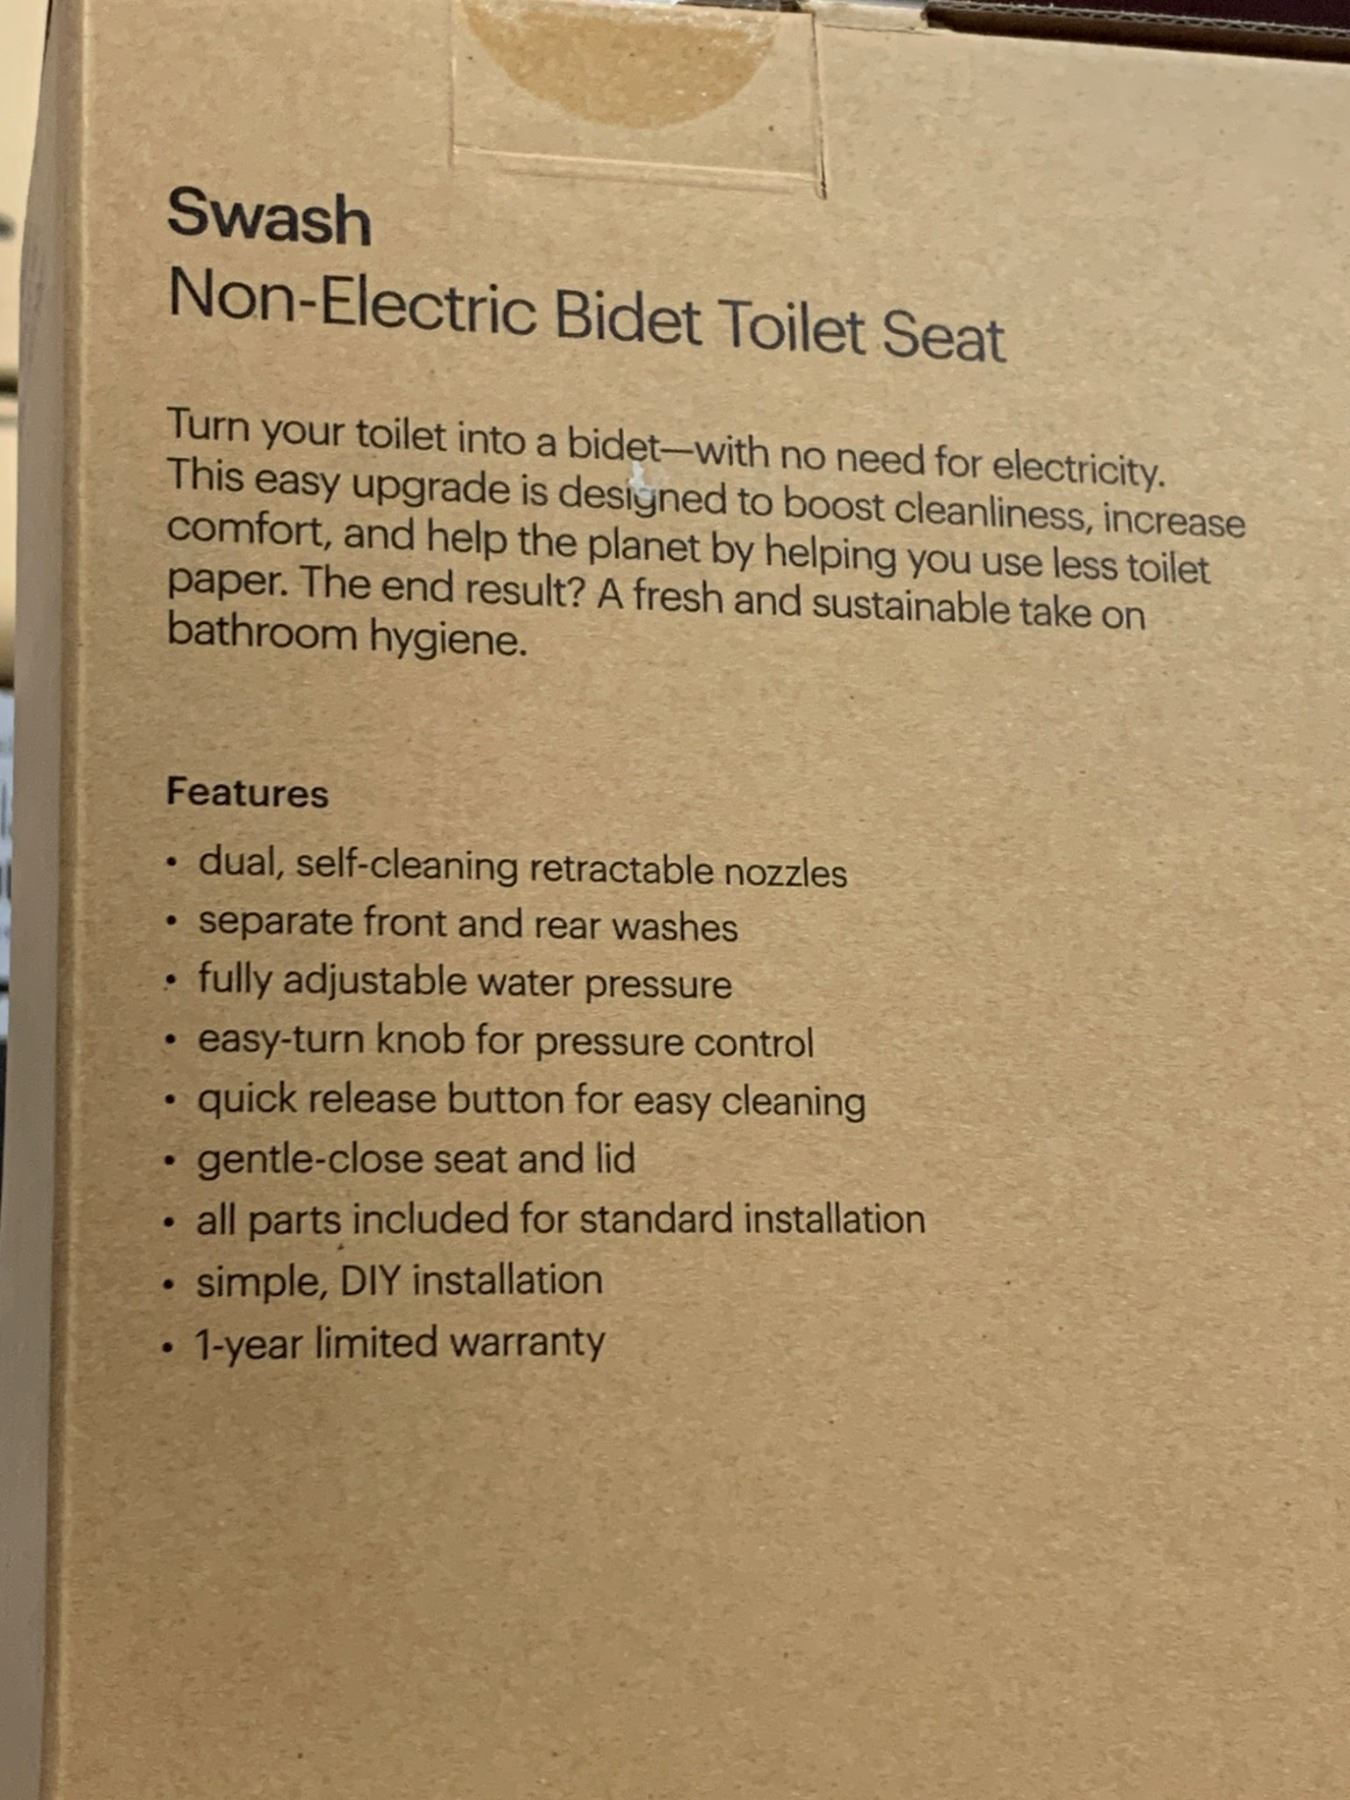 Swash
Non-Electric Bidet Toilet Seat
Turn your toilet into a bidet—with no need for electricity.
This easy upgrade is designed to boost cleanliness, increase
comfort, and help the planet by helping you use less toilet
paper. The end result? A fresh and sustainable take on
bathroom hygiene.
Features
• dual, self-cleaning retractable nozzles
• separate front and rear washes
• fully adjustable water pressure
• easy-turn knob for pressure control
• quick release button for easy cleaning
• gentle-close seat and lid
• all parts included for standard installation
• simple, DIY installation
• 1-year limited warranty